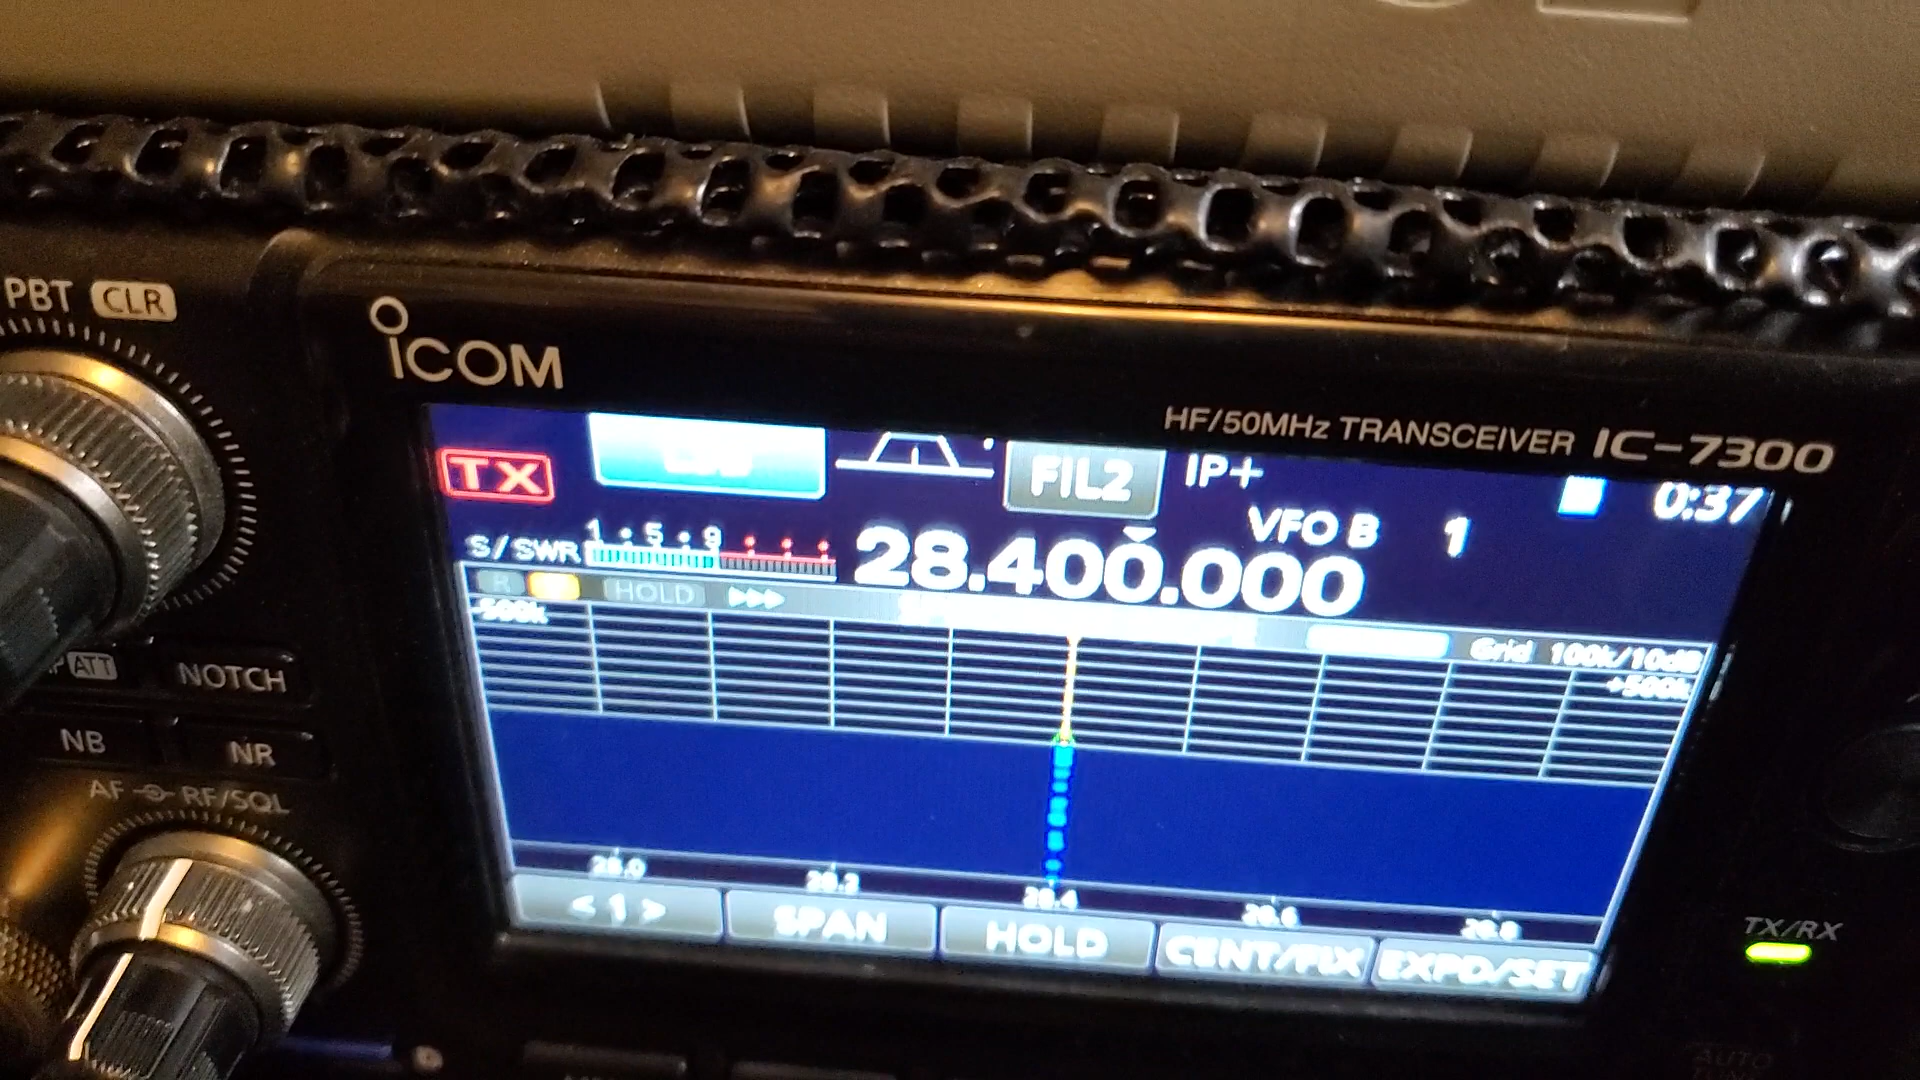 PBT CLR
ICOM
HF/50MHz TRANSCEIVER IC-7300
TX
FIL2
IP+
0:37
VFO B 1
S/SWR 1 • 5 • 9
28.400.000
HOLD
Grid 100k/10dB
-500k
+500k
ATT
NOTCH
NB
NR
AF RF/SQL
28.0 28.2 28.4 28.6 28.8
< 1 > SPAN HOLD CENT/FIX EXPD/SET
TX/RX
AUTO